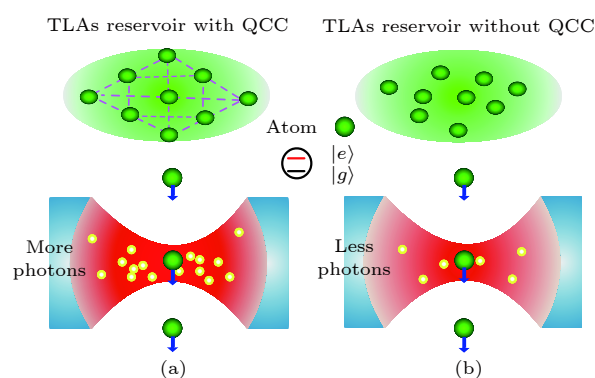 TLAs reservoir with QCC
TLAs reservoir without QCC
Atom
|e⟩
|g⟩
More
photons
Less
photons
(a)
(b)